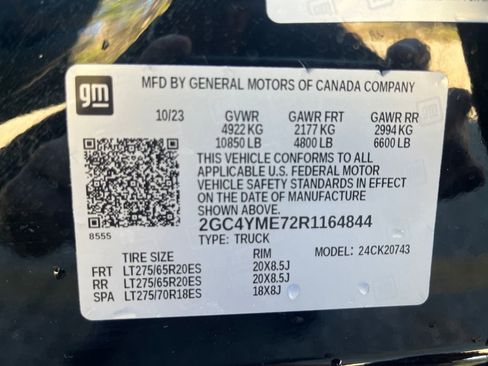 gm
MFD BY GENERAL MOTORS OF CANADA COMPANY
10/23 GVWR GAWR FRT GAWR RR
4922 KG 2177 KG 2994 KG
10850 LB 4800 LB 6600 LB
THIS VEHICLE CONFORMS TO ALL
APPLICABLE U.S. FEDERAL MOTOR
VEHICLE SAFETY STANDARDS IN EFFECT
ON THE DATE OF MANUFACTURE
SHOWN ABOVE.
8555
2GC4YME72R1164844
TYPE: TRUCK MODEL: 24CK20743
TIRE SIZE RIM
FRT LT275/65R20ES 20X8.5J
RR LT275/65R20ES 20X8.5J
SPA LT275/70R18ES 18X8J